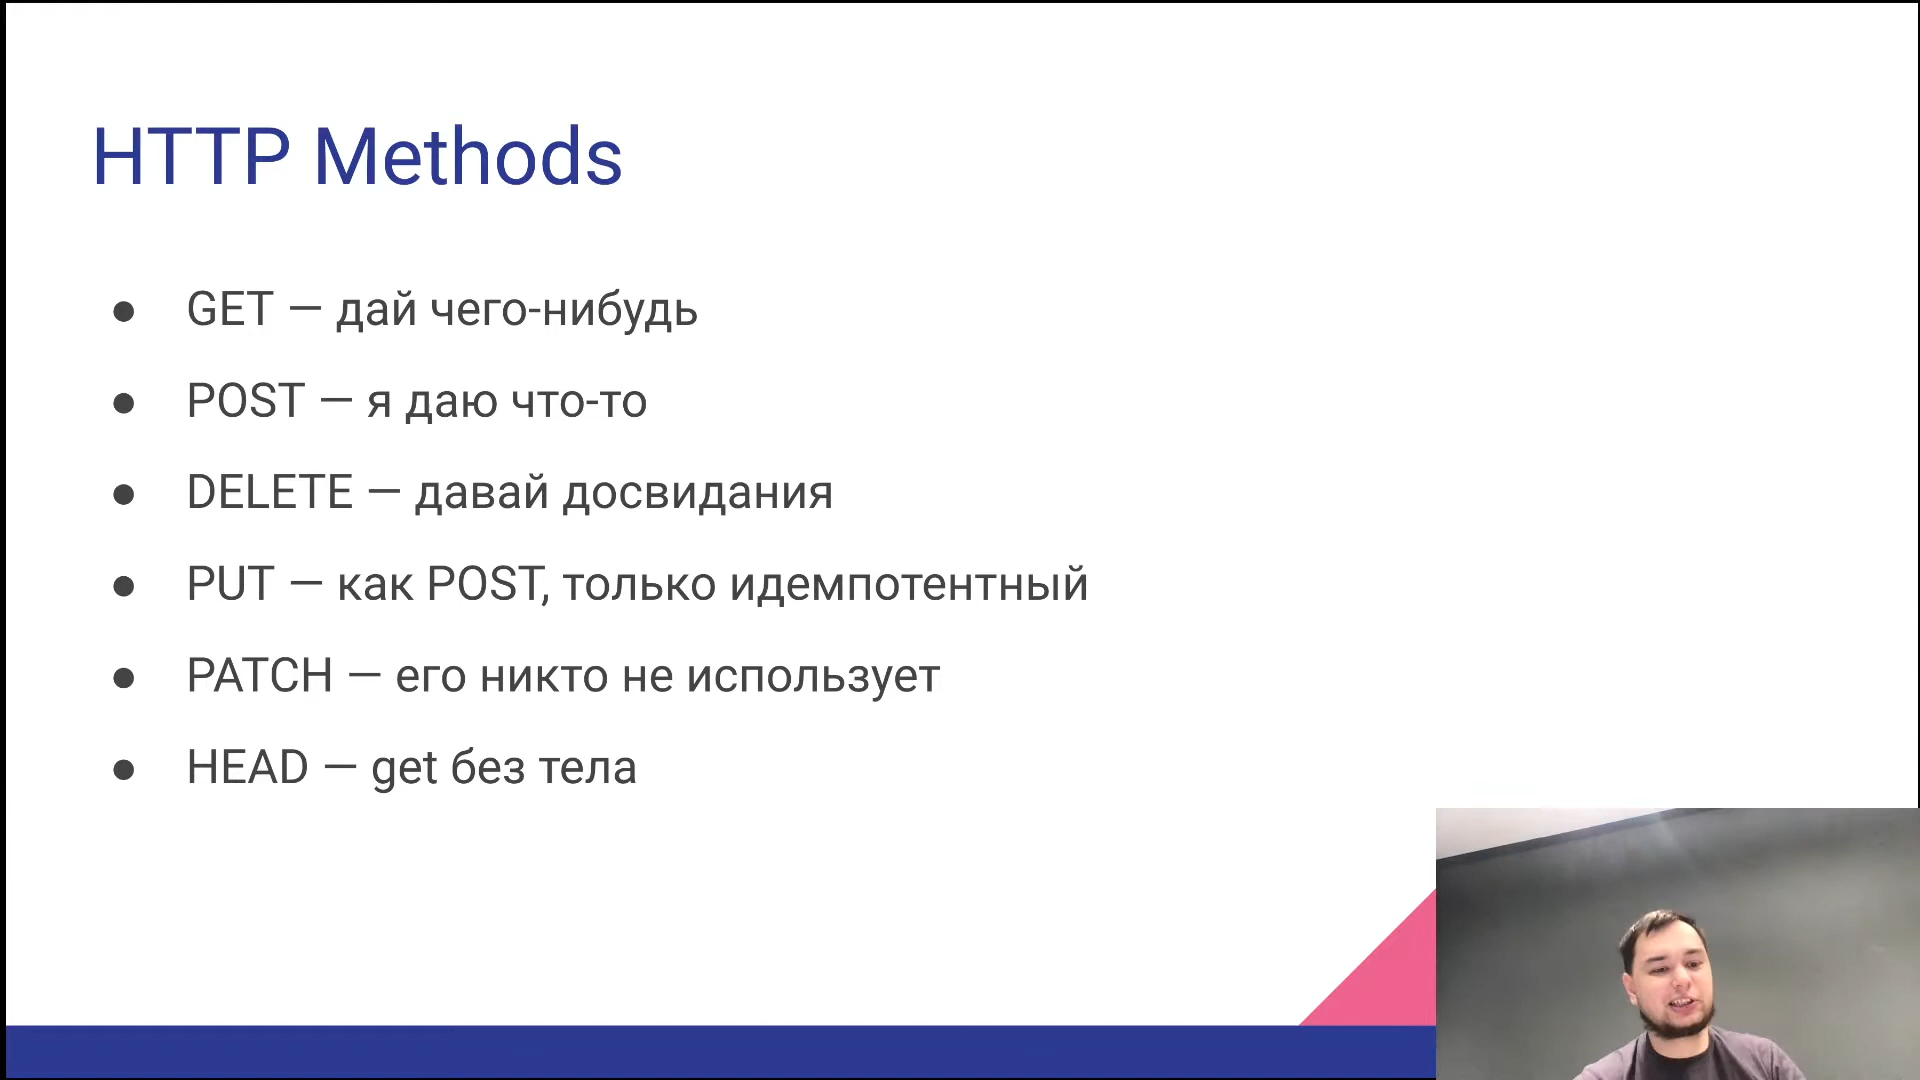 HTTP Methods
● GET — дай чего-нибудь
● POST — я даю что-то
● DELETE — давай досвидания
● PUT — как POST, только идемпотентный
● PATCH — его никто не использует
● HEAD — get без тела